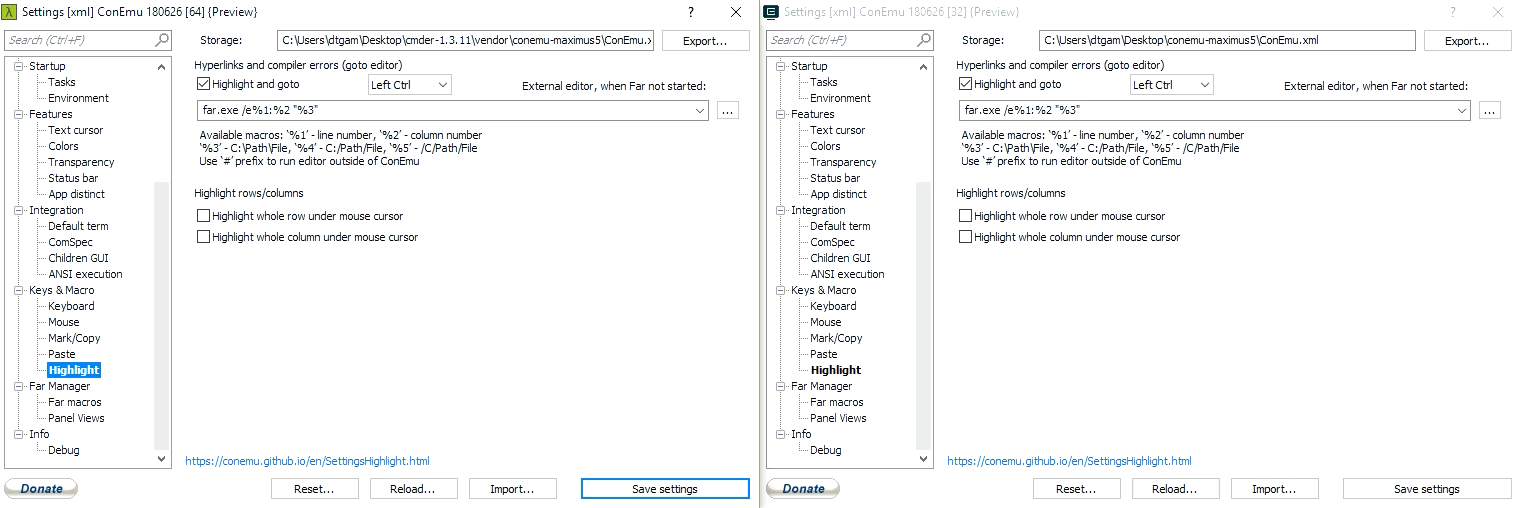 Settings [xml] ConEmu 180626 [64] {Preview}
?
Search (Ctrl+F)
Storage:
C:\Users\dtgam\Desktop\cmder-1.3.11\vendor\conemu-maximus5\ConEmu.x
Export...
Startup
Tasks
Environment
Features
Text cursor
Colors
Transparency
Status bar
App distinct
Integration
Default term
ComSpec
Children GUI
ANSI execution
Keys & Macro
Keyboard
Mouse
Mark/Copy
Paste
Highlight
Far Manager
Far macros
Panel Views
Info
Debug
Hyperlinks and compiler errors (goto editor)
Highlight and goto
Left Ctrl
External editor, when Far not started:
far.exe /e%1:%2 "%3"
...
Available macros: ‘%1’ - line number, ‘%2’ - column number
‘%3’ - C:\Path\File, ‘%4’ - C:/Path/File, ‘%5’ - /C/Path/File
Use ‘#’ prefix to run editor outside of ConEmu
Highlight rows/columns
Highlight whole row under mouse cursor
Highlight whole column under mouse cursor
https://conemu.github.io/en/SettingsHighlight.html
Donate
Reset...
Reload...
Import...
Save settings
Settings [xml] ConEmu 180626 [32] {Preview}
?
Search (Ctrl+F)
Storage:
C:\Users\dtgam\Desktop\conemu-maximus5\ConEmu.xml
Export...
Startup
Tasks
Environment
Features
Text cursor
Colors
Transparency
Status bar
App distinct
Integration
Default term
ComSpec
Children GUI
ANSI execution
Keys & Macro
Keyboard
Mouse
Mark/Copy
Paste
Highlight
Far Manager
Far macros
Panel Views
Info
Debug
Hyperlinks and compiler errors (goto editor)
Highlight and goto
Left Ctrl
External editor, when Far not started:
far.exe /e%1:%2 "%3"
...
Available macros: ‘%1’ - line number, ‘%2’ - column number
‘%3’ - C:\Path\File, ‘%4’ - C:/Path/File, ‘%5’ - /C/Path/File
Use ‘#’ prefix to run editor outside of ConEmu
Highlight rows/columns
Highlight whole row under mouse cursor
Highlight whole column under mouse cursor
https://conemu.github.io/en/SettingsHighlight.html
Donate
Reset...
Reload...
Import...
Save settings